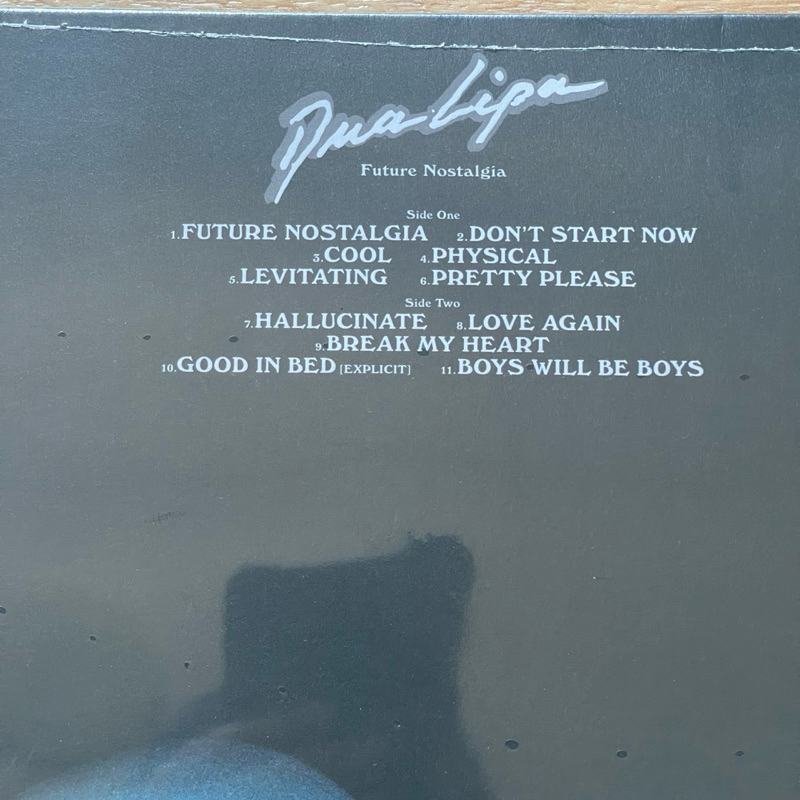 Dua Lipa
Future Nostalgia
Side One
1.FUTURE NOSTALGIA 2.DON'T START NOW
3.COOL 4.PHYSICAL
5.LEVITATING 6.PRETTY PLEASE
Side Two
7.HALLUCINATE 8.LOVE AGAIN
9.BREAK MY HEART
10.GOOD IN BED [EXPLICIT] 11.BOYS WILL BE BOYS